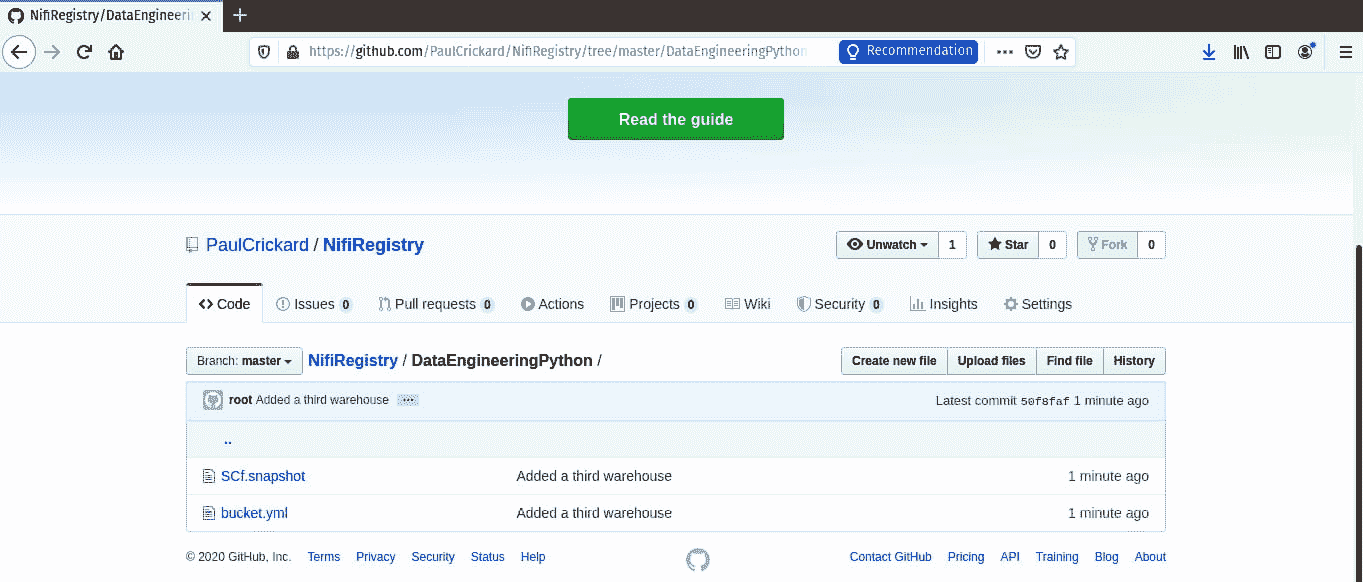 NifiRegistry/DataEngineeri
https://github.com/PaulCrickard/NifiRegistry/tree/master/DataEngineeringPython
Recommendation
Read the guide
PaulCrickard / NifiRegistry
Unwatch 1 Star 0 Fork 0
Code Issues 0 Pull requests 0 Actions Projects 0 Wiki Security 0 Insights Settings
Branch: master NifiRegistry / DataEngineeringPython /
Create new file Upload files Find file History
root Added a third warehouse ... Latest commit 50f8faf 1 minute ago
..
SCf.snapshot Added a third warehouse 1 minute ago
bucket.yml Added a third warehouse 1 minute ago
© 2020 GitHub, Inc. Terms Privacy Security Status Help Contact GitHub Pricing API Training Blog About